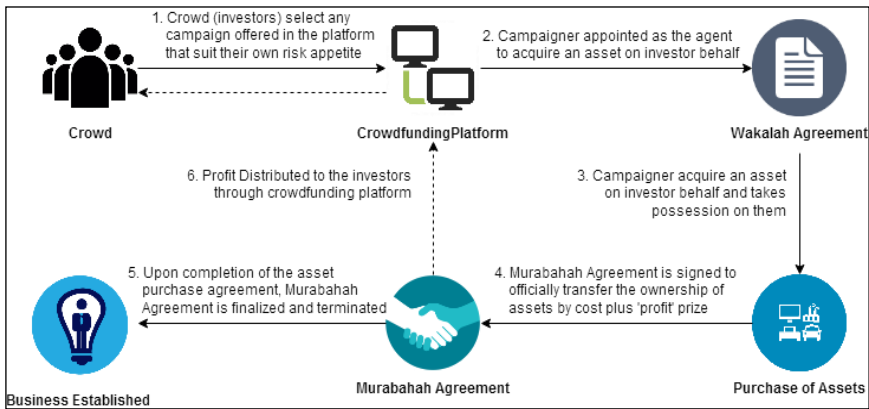 1. Crowd (investors) select any
campaign offered in the platform
that suit their own risk appetite
2. Campaigner appointed as the agent
to acquire an asset on investor behalf
Crowd
CrowdfundingPlatform
Wakalah Agreement
6. Profit Distributed to the investors
through crowdfunding platform
3. Campaigner acquire an asset
on investor behalf and takes
possession on them
5. Upon completion of the asset
purchase agreement, Murabahah
Agreement is finalized and terminated
4. Murabahah Agreement is signed to
officially transfer the ownership of
assets by cost plus 'profit' prize
Business Established
Murabahah Agreement
Purchase of Assets